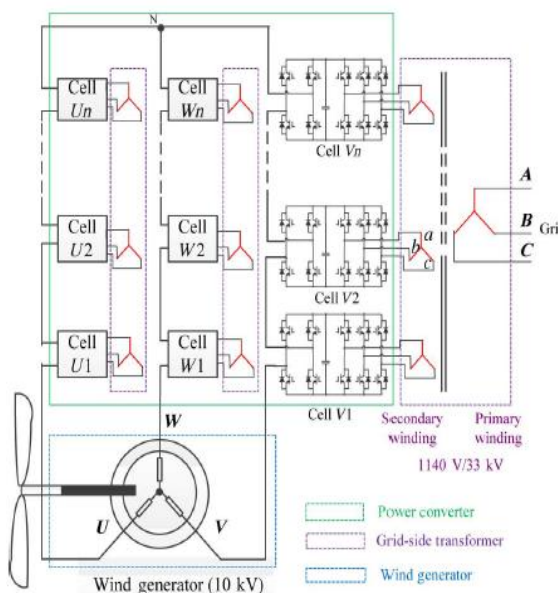 N
Cell
Un
Cell
Wn
Cell Vn
Cell
U2
Cell
W2
a
b
c
Cell V2
Cell
U1
Cell
W1
Cell V1
A
B
Gri
C
Secondary
winding
Primary
winding
1140 V/33 kV
W
U
V
Wind generator (10 kV)
Power converter
Grid-side transformer
Wind generator